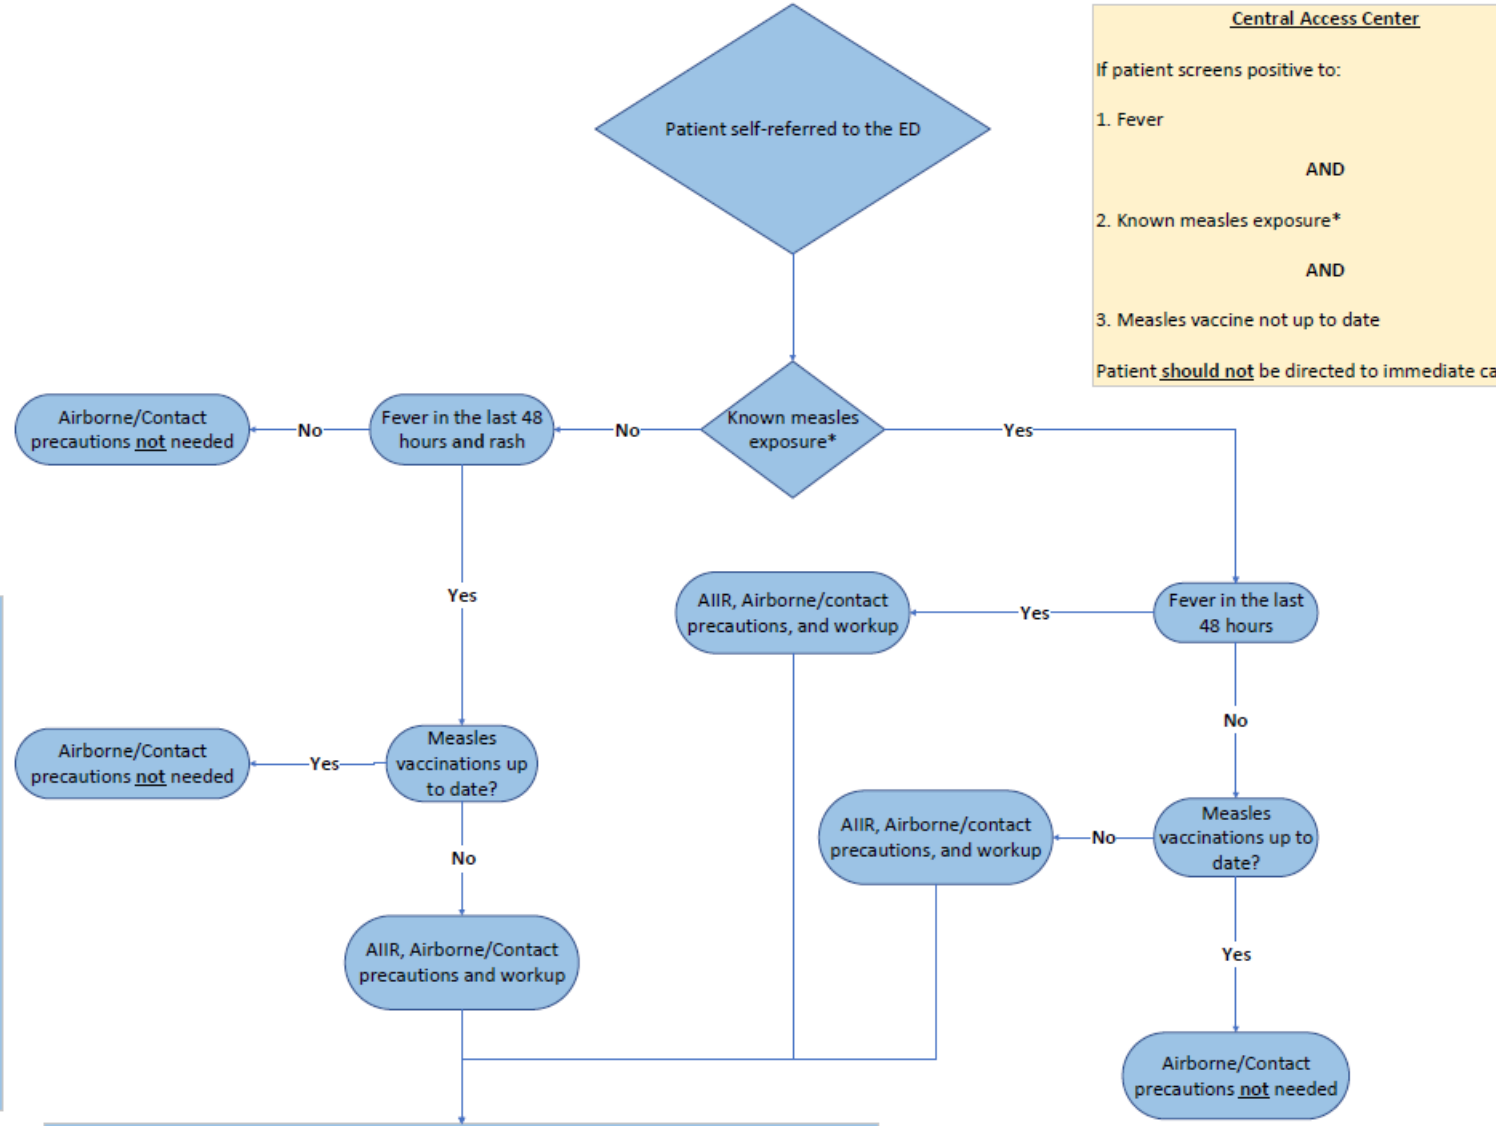 Central Access Center
If patient screens positive to:
1. Fever
AND
2. Known measles exposure*
AND
3. Measles vaccine not up to date
Patient should not be directed to immediate
Patient self-referred to the ED
Known measles
exposure*
No
Yes
Fever in the last 48
hours and rash
No
Airborne/Contact
precautions not needed
Yes
Measles
vaccinations up
to date?
Yes
Airborne/Contact
precautions not needed
No
AIIR, Airborne/Contact
precautions and workup
Fever in the last
48 hours
Yes
AIIR, Airborne/contact
precautions, and workup
No
Measles
vaccinations up to
date?
No
AIIR, Airborne/contact
precautions, and workup
Yes
Airborne/Contact
precautions not needed